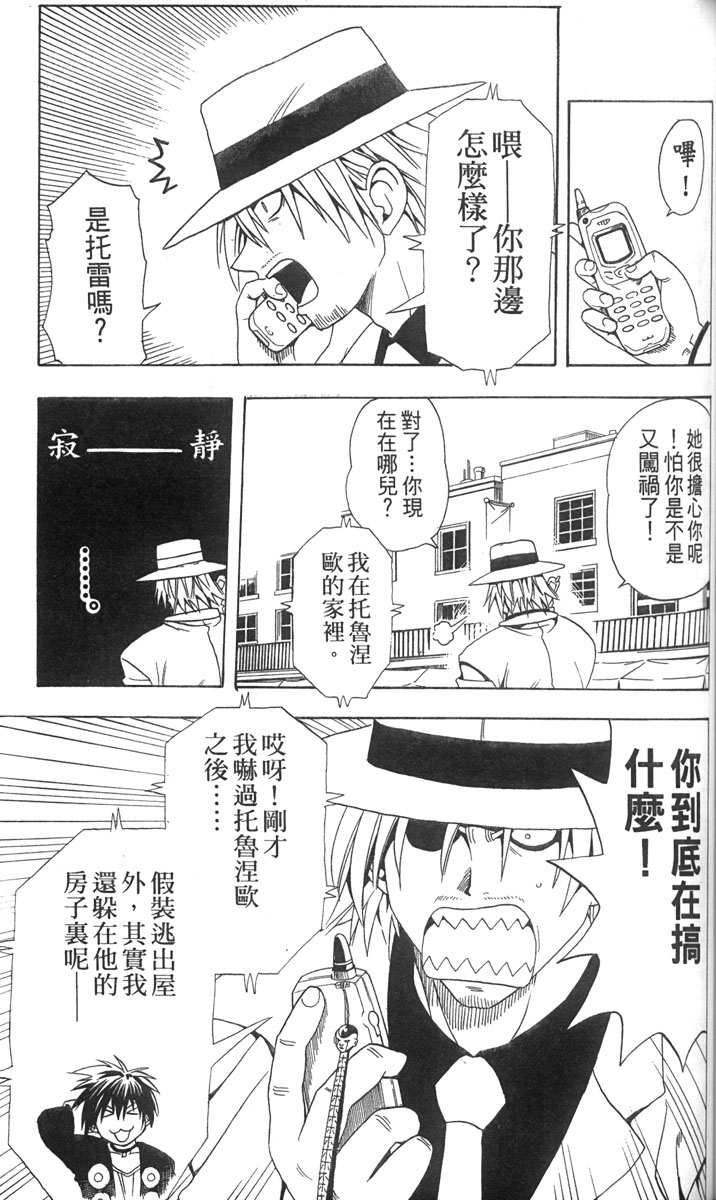 嗶！
喂——你那邊
怎麼樣了？
是托雷嗎？
她很擔心你呢
！怕你是不是
又闖禍了！
對了…你現
在在哪兒？
我在托魯涅
歐的家裡。
靜——寂
你到底在搞
什麼！
哎呀！剛才
我嚇過托魯涅歐
之後……
假裝逃出屋
外，其實我
還躲在他的
房子裏呢—